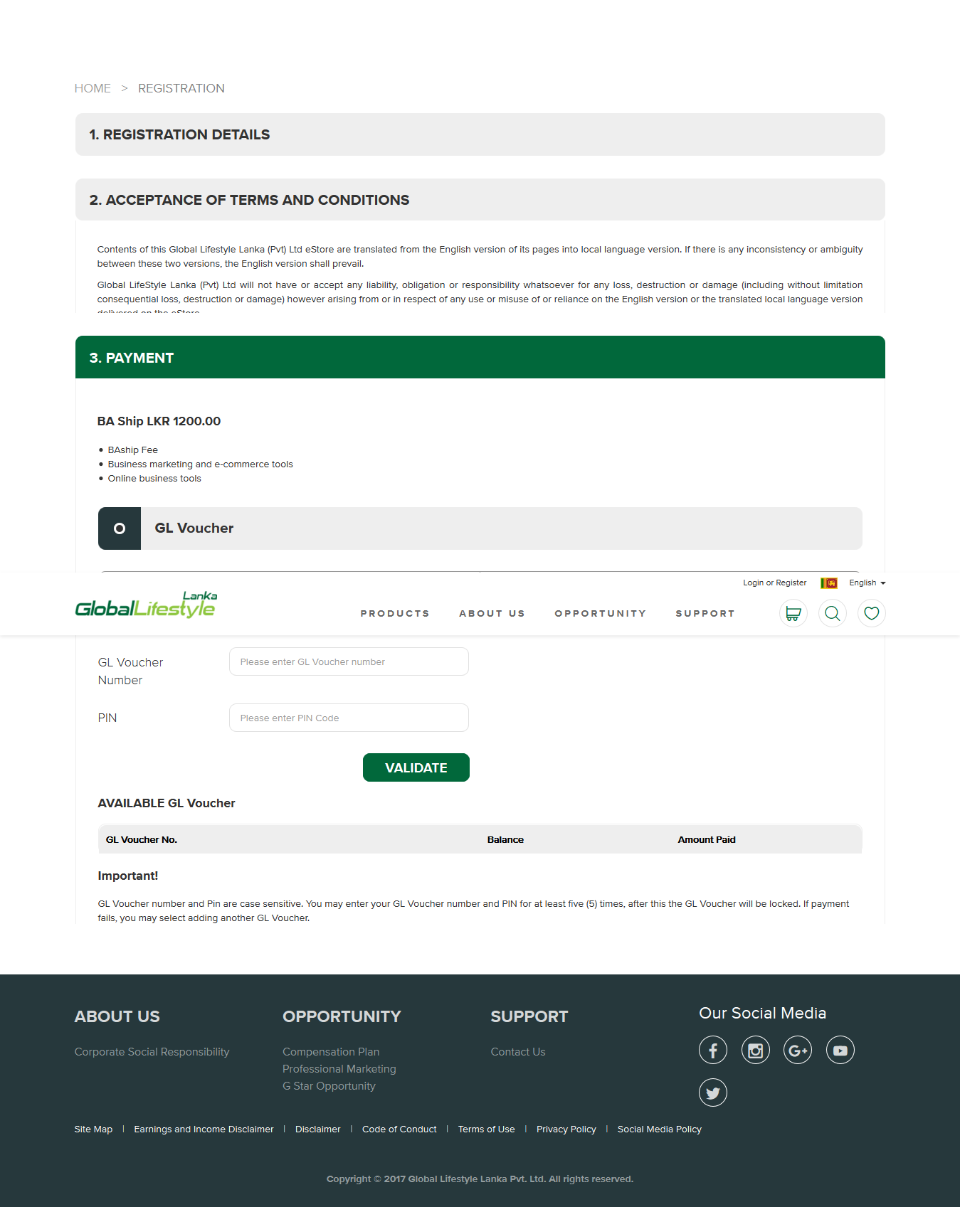 HOME > REGISTRATION
1. REGISTRATION DETAILS
2. ACCEPTANCE OF TERMS AND CONDITIONS
Contents of this Global Lifestyle Lanka (Pvt) Ltd eStore are translated from the English version of its pages into local language version. If there is any inconsistency or ambiguity
between these two versions, the English version shall prevail.
Global LifeStyle Lanka (Pvt) Ltd will not have or accept any liability, obligation or responsibility whatsoever for any loss, destruction or damage (including without limitation
consequential loss, destruction or damage) however arising from or in respect of any use or misuse of or reliance on the English version or the translated local language version
delivered on the eStore
3. PAYMENT
BA Ship LKR 1200.00
• BAship Fee
• Business marketing and e-commerce tools
• Online business tools
O GL Voucher
Login or Register English
GlobalLifestyle Lanka
PRODUCTS ABOUT US OPPORTUNITY SUPPORT
GL Voucher
Number
Please enter GL Voucher number
PIN
Please enter PIN Code
VALIDATE
AVAILABLE GL Voucher
GL Voucher No. Balance Amount Paid
Important!
GL Voucher number and Pin are case sensitive. You may enter your GL Voucher number and PIN for at least five (5) times, after this the GL Voucher will be locked. If payment
fails, you may select adding another GL Voucher.
ABOUT US
Corporate Social Responsibility
OPPORTUNITY
Compensation Plan
Professional Marketing
G Star Opportunity
SUPPORT
Contact Us
Our Social Media
Site Map | Earnings and Income Disclaimer | Disclaimer | Code of Conduct | Terms of Use | Privacy Policy | Social Media Policy
Copyright © 2017 Global Lifestyle Lanka Pvt. Ltd. All rights reserved.